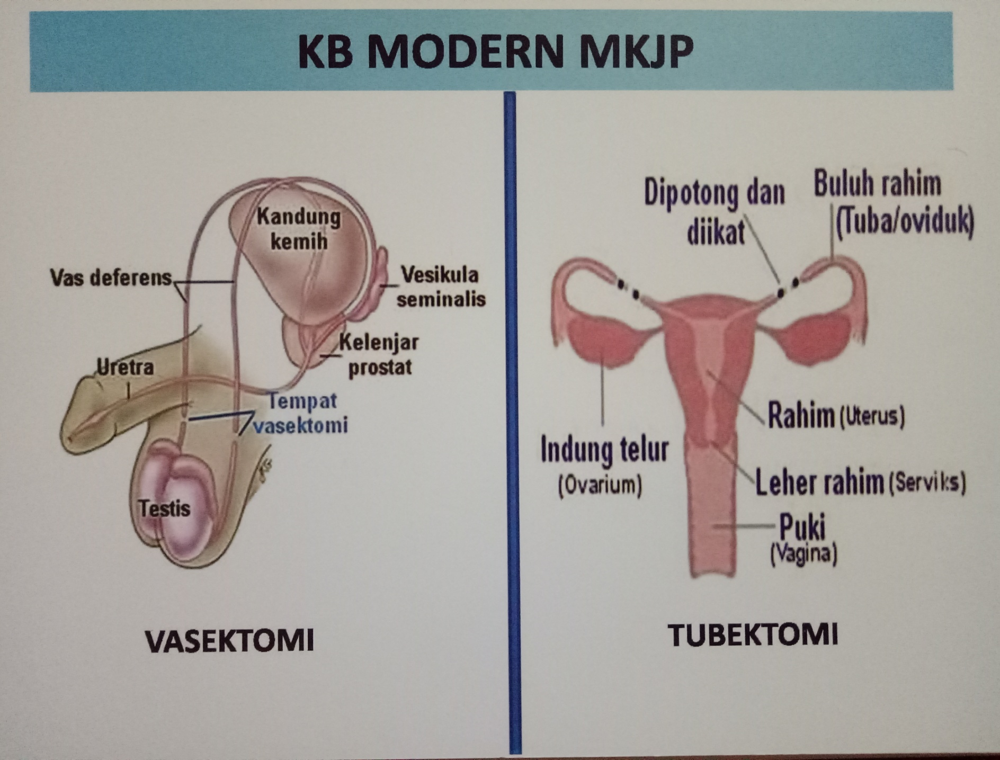 KB MODERN MKJP
Kandung
kemih
Vas deferens
Vesikula
seminalis
Kelenjar
prostat
Uretra
Tempat
vasektomi
Testis
VASEKTOMI
Dipotong dan
diikat
Buluh rahim
(Tuba/oviduk)
Rahim (Uterus)
Indung telur
(Ovarium)
Leher rahim (Serviks)
Puki
(Vagina)
TUBEKTOMI